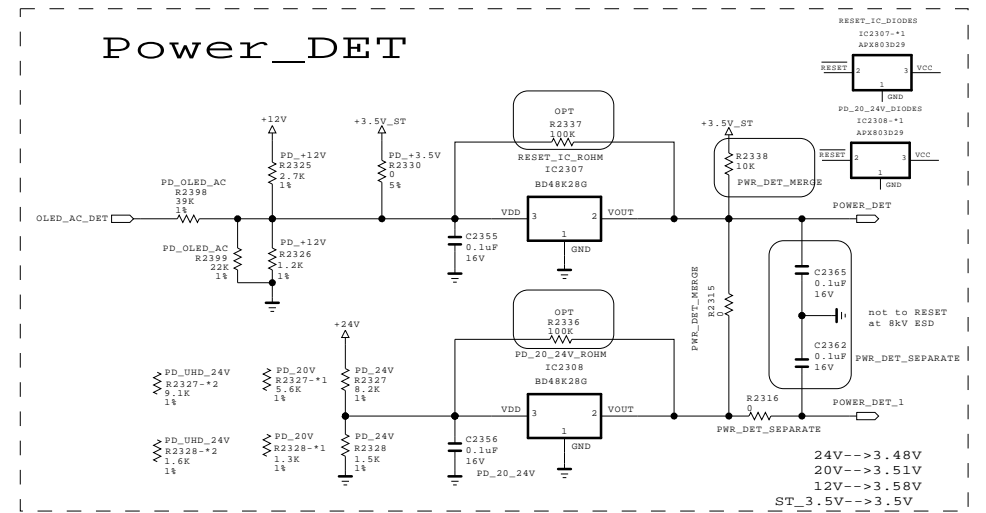 Power_DET
RESET_IC_DIODES
IC2307-*1
APX803D29
RESET
2
3
VCC
1
GND
PD_20_24V_DIODES
IC2308-*1
APX803D29
RESET
2
3
VCC
1
GND
+12V
+3.5V_ST
OPT
R2337
100K
RESET_IC_ROHM
IC2307
BD48K28G
+3.5V_ST
R2338
10K
PWR_DET_MERGE
PD_+12V
R2325
2.7K
1%
PD_+3.5V
R2330
0
5%
PD_OLED_AC
R2398
39K
1%
OLED_AC_DET
VDD
3
2
VOUT
1
GND
POWER_DET
PD_OLED_AC
R2399
22K
1%
PD_+12V
R2326
1.2K
1%
C2355
0.1uF
16V
PWR_DET_MERGE
R2315
0
C2365
0.1uF
16V
not to RESET
at 8kV ESD
C2362
0.1uF
16V
PWR_DET_SEPARATE
+24V
OPT
R2336
100K
PD_20_24V_ROHM
IC2308
BD48K28G
PD_UHD_24V
R2327-*2
9.1K
1%
PD_20V
R2327-*1
5.6K
1%
PD_24V
R2327
8.2K
1%
VDD
3
2
VOUT
1
GND
R2316
0
PWR_DET_SEPARATE
POWER_DET_1
PD_UHD_24V
R2328-*2
1.6K
1%
PD_20V
R2328-*1
1.3K
1%
PD_24V
R2328
1.5K
1%
C2356
0.1uF
16V
PD_20_24V
24V-->3.48V
20V-->3.51V
12V-->3.58V
ST_3.5V-->3.5V